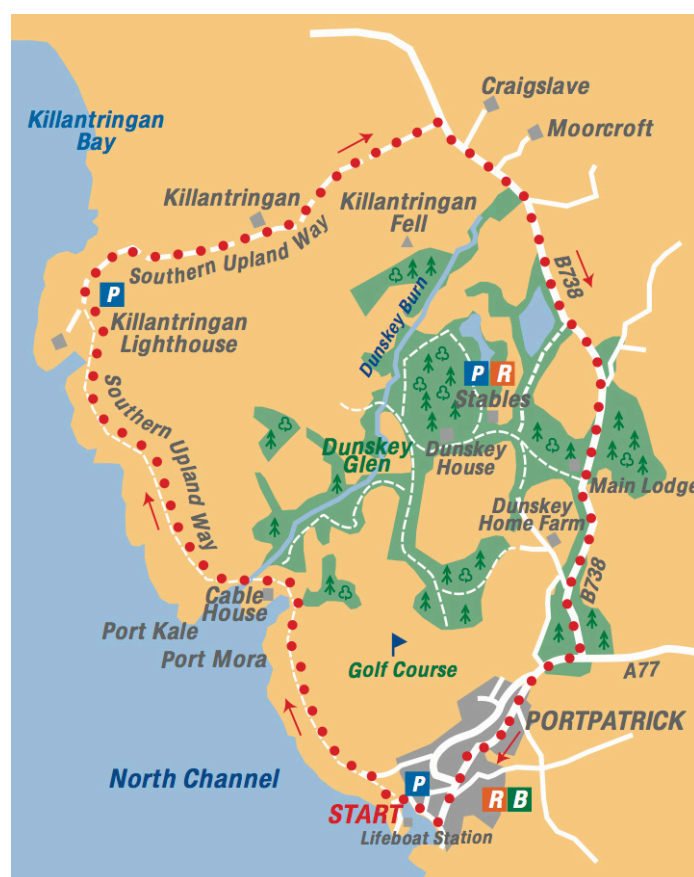 Craigslave
Killantringan
Bay
Moorcroft
Killantringan
Killantringan
Fell
Southern Upland Way
B738
P
Killantringan
Lighthouse
Dunskey Burn
P R
Stables
Southern Upland Way
Dunskey
Glen
Dunskey
House
Main Lodge
Dunskey
Home Farm
B738
Cable
House
Port Kale
Port Mora
Golf Course
A77
PORTPATRICK
North Channel
P
R B
START
Lifeboat Station